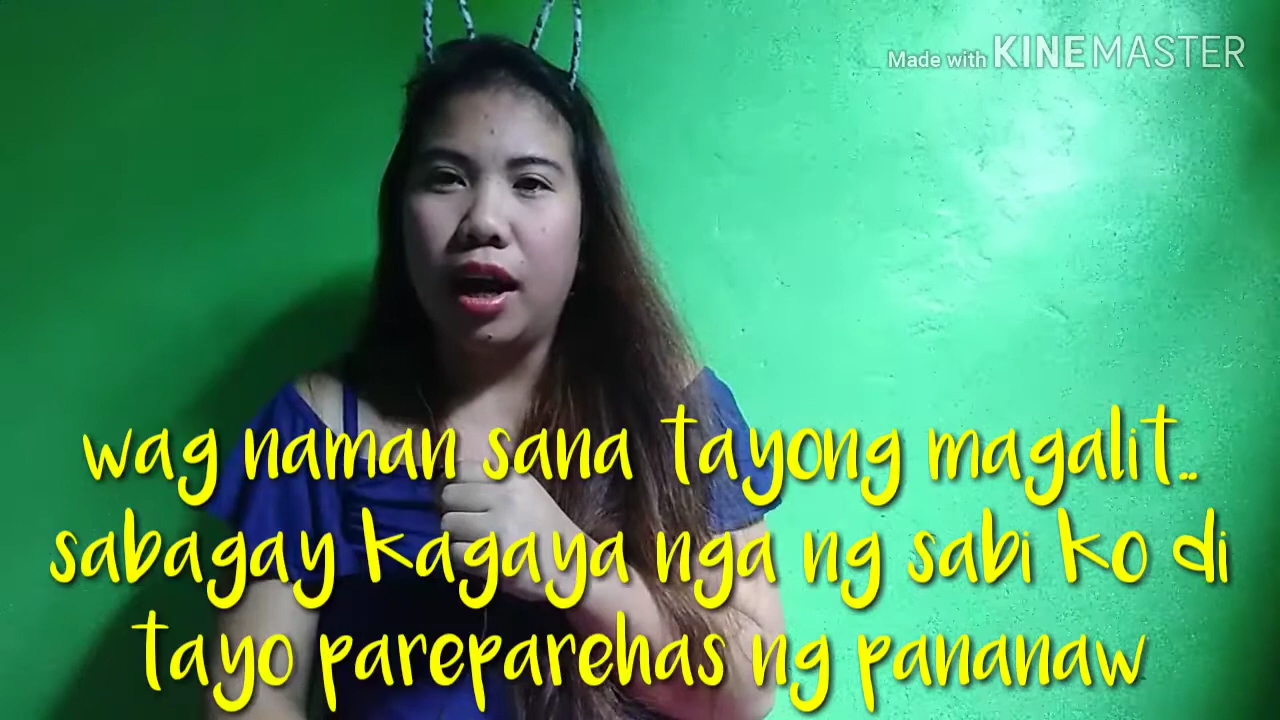 Made with KINEMASTER
wag naman sana tayong magalit..
sabagay kagaya nga ng sabi ko di
tayo pareparehas ng pananaw